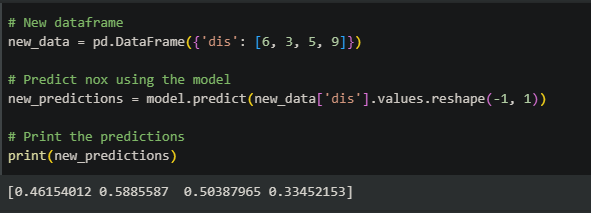 # New dataframe
new_data = pd.DataFrame({'dis': [6, 3, 5, 9]})
# Predict nox using the model
new_predictions = model.predict(new_data['dis'].values.reshape(-1, 1))
# Print the predictions
print(new_predictions)
[0.46154012 0.5885587  0.50387965 0.33452153]